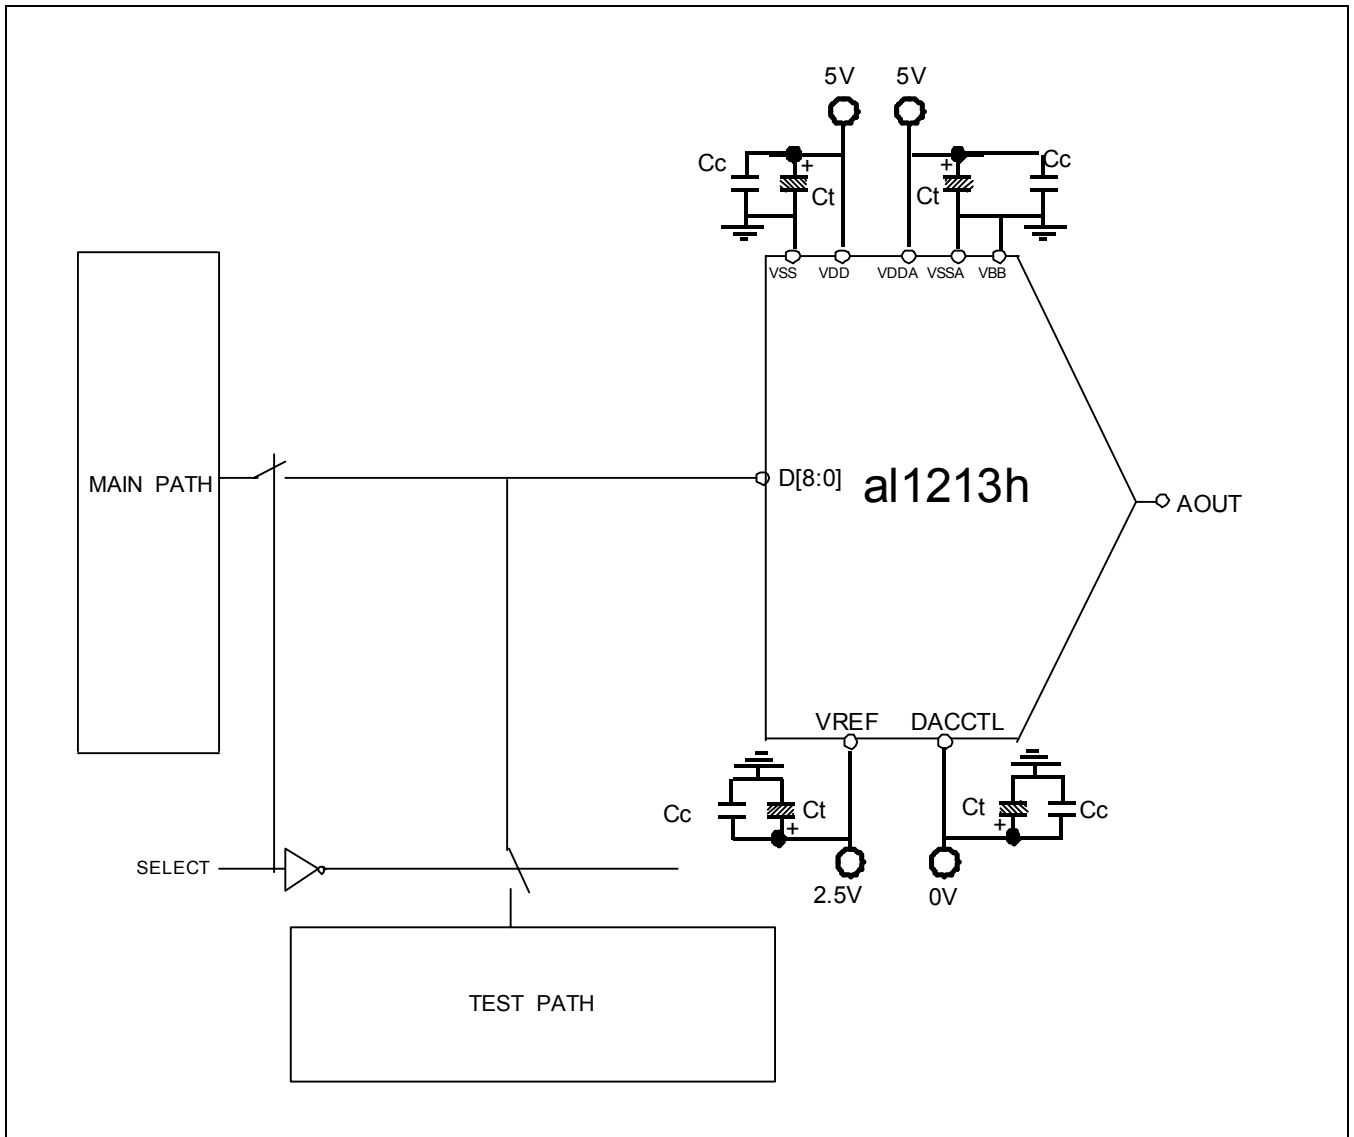 5V 5V
Cc + Ct + Ct Cc
VSS VDD VDDA VSSA VBB
MAIN PATH
D[8:0] al1213h
AOUT
VREF DACCTL
Cc Ct + Ct + Cc
SELECT
2.5V 0V
TEST PATH